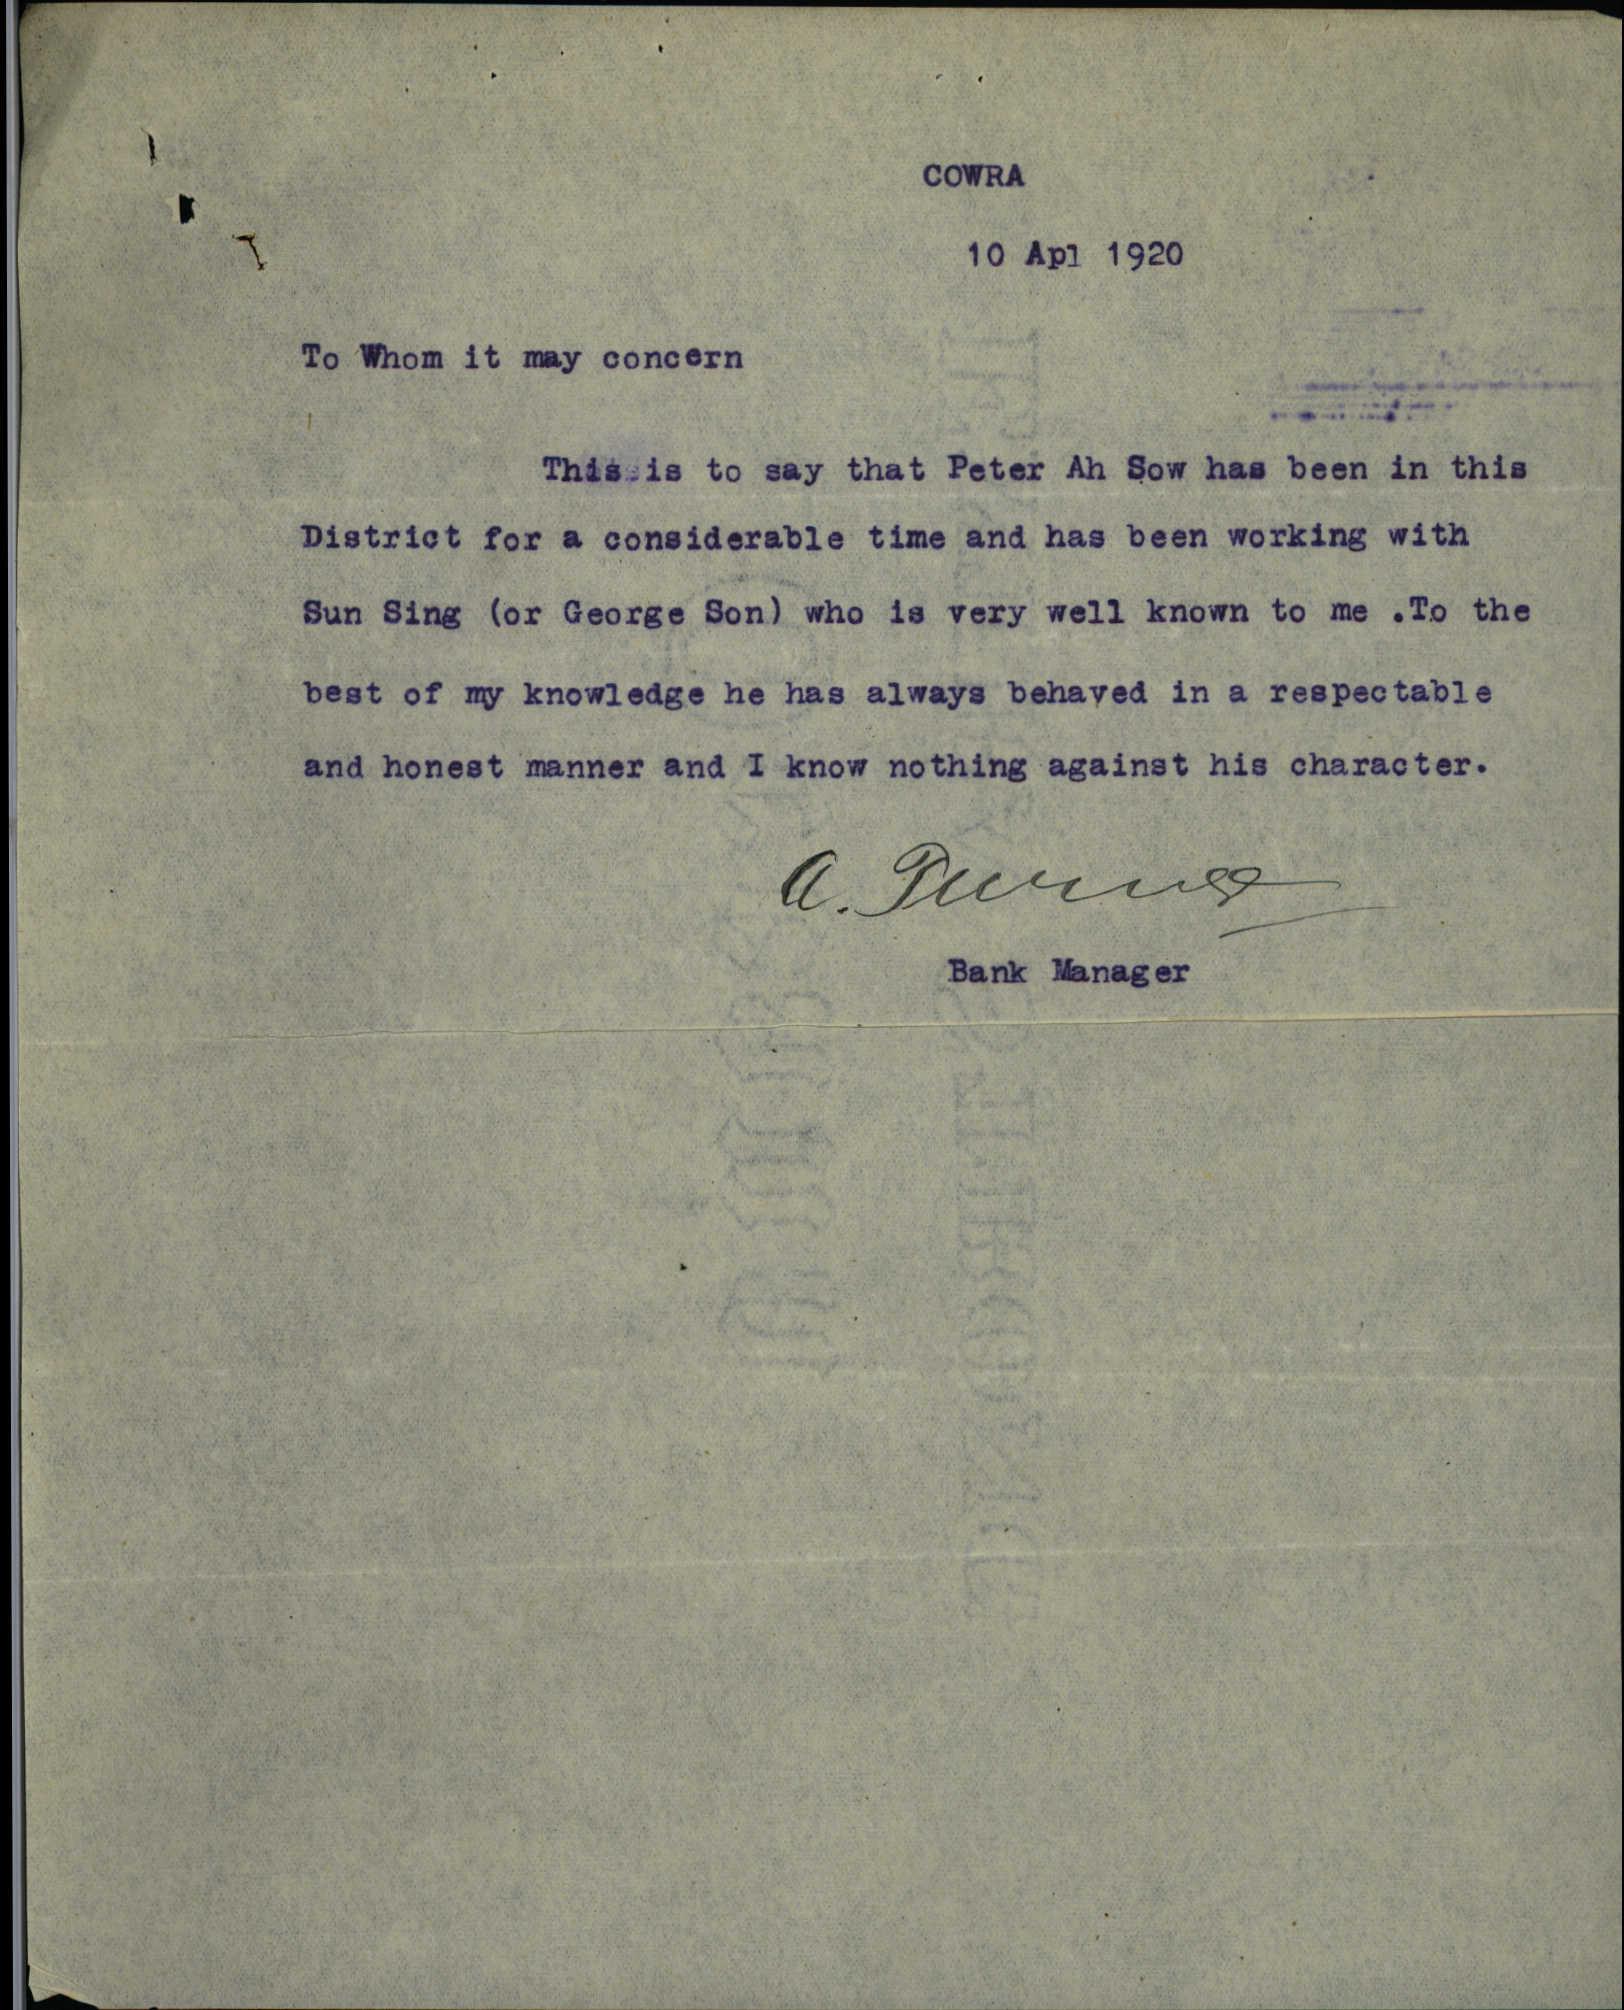 COWRA
10 Apl 1920
To Whom it may concern
This is to say that Peter Ah Sow has been in this
District for a considerable time and has been working with
Sun Sing (or George Son) who is very well known to me .To the
best of my knowledge he has always behaved in a respectable
and honest manner and I know nothing against his character.
A.
Bank Manager